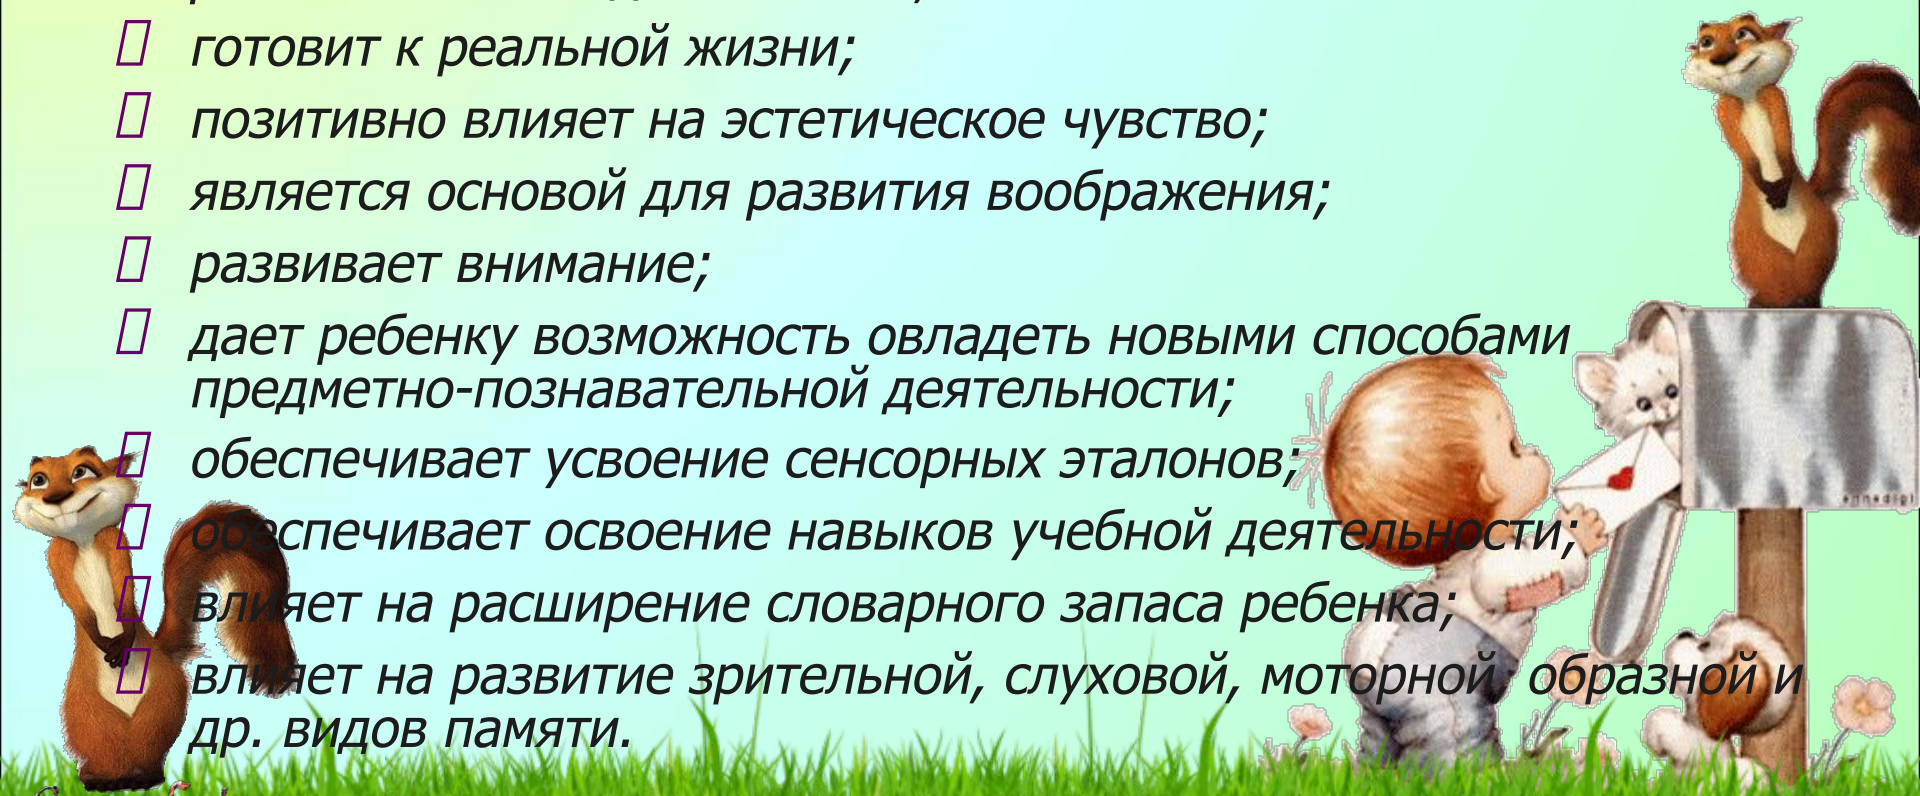 готовит к реальной жизни;
позитивно влияет на эстетическое чувство;
является основой для развития воображения;
развивает внимание;
дает ребенку возможность овладеть новыми способами
предметно-познавательной деятельности;
обеспечивает усвоение сенсорных эталонов;
обеспечивает освоение навыков учебной деятельности;
влияет на расширение словарного запаса ребенка;
влияет на развитие зрительной, слуховой, моторной, образной и
др. видов памяти.